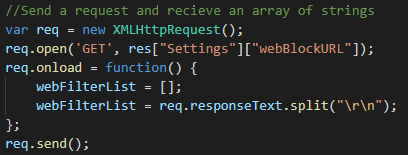 //Send a request and recieve an array of strings
var req = new XMLHttpRequest();
req.open('GET', res["Settings"]["webBlockURL"]);
req.onload = function() {
    webFilterList = [];
    webFilterList = req.responseText.split("\r\n");
};
req.send();